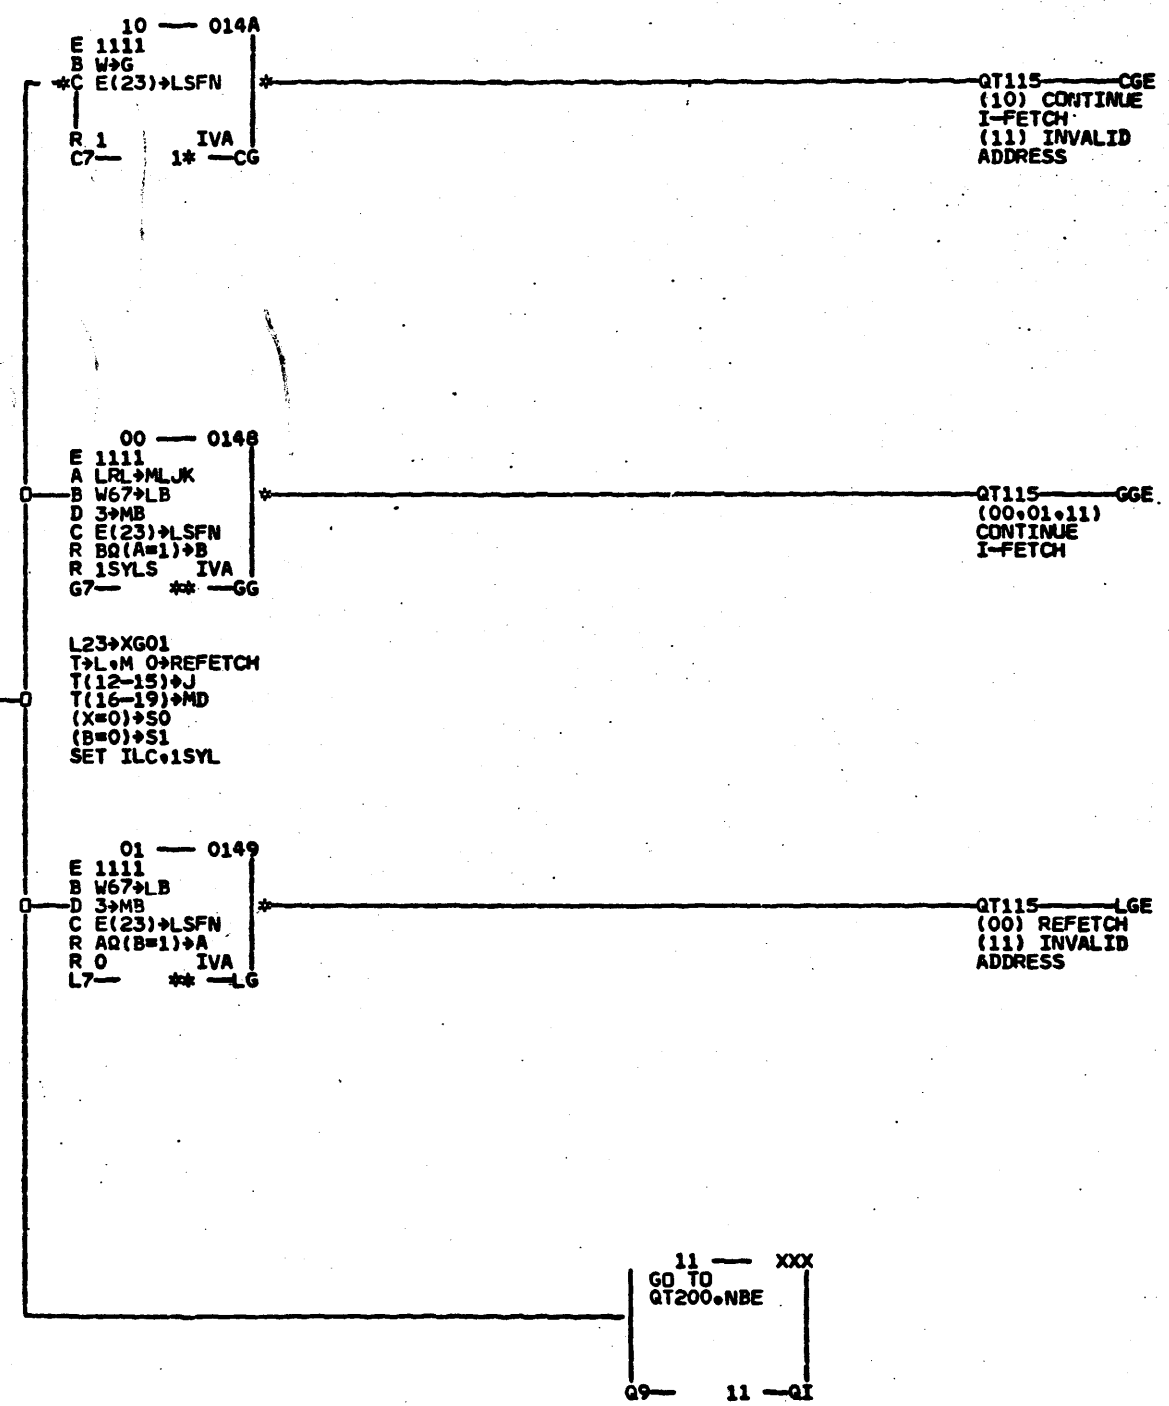 10 — 014A
E 1111
B W→G
*C E(23)→LSFN *
R 1 IVA
C7— 1* —CG
QT115——CGE
(10) CONTINUE
I-FETCH
(11) INVALID
ADDRESS
00 — 0148
E 1111
A LRL→MLJK
B W67→LB *
D 3→MB
C E(23)→LSFN
R BΩ(A=1)→B
R 1SYLS IVA
G7— ** —GG
QT115——GGE
(00,01,11)
CONTINUE
I-FETCH
L23→XG01
T→L,M 0→REFETCH
T(12-15)→J
T(16-19)→MD
(X=0)→S0
(B=0)→S1
SET ILC,1SYL
01 — 0149
E 1111
B W67→LB
D 3→MB *
C E(23)→LSFN
R AΩ(B=1)→A
R 0 IVA
L7— ** —LG
QT115——LGE
(00) REFETCH
(11) INVALID
ADDRESS
11 — XXX
GO TO
QT200,NBE
Q9— 11 —QI